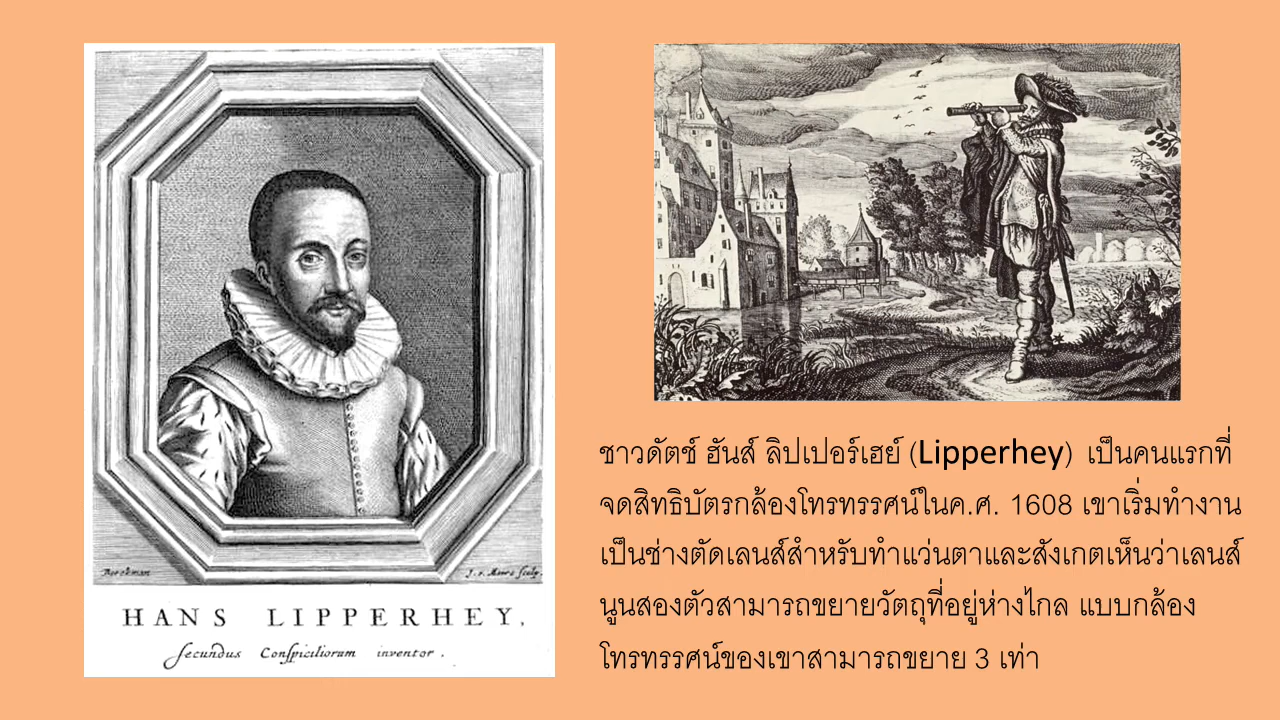 Berckman
J. v. Meurs sculp.
HANS LIPPERHEY,
ſecundus Conſpiciliorum inventor.
ชาวดัตช์ ฮันส์ ลิปเปอร์เฮย์ (Lipperhey) เป็นคนแรกที่
จดสิทธิบัตรกล้องโทรทรรศน์ในค.ศ. 1608 เขาเริ่มทำงาน
เป็นช่างตัดเลนส์สำหรับทำแว่นตาและสังเกตเห็นว่าเลนส์
นูนสองตัวสามารถขยายวัตถุที่อยู่ห่างไกล แบบกล้อง
โทรทรรศน์ของเขาสามารถขยาย 3 เท่า